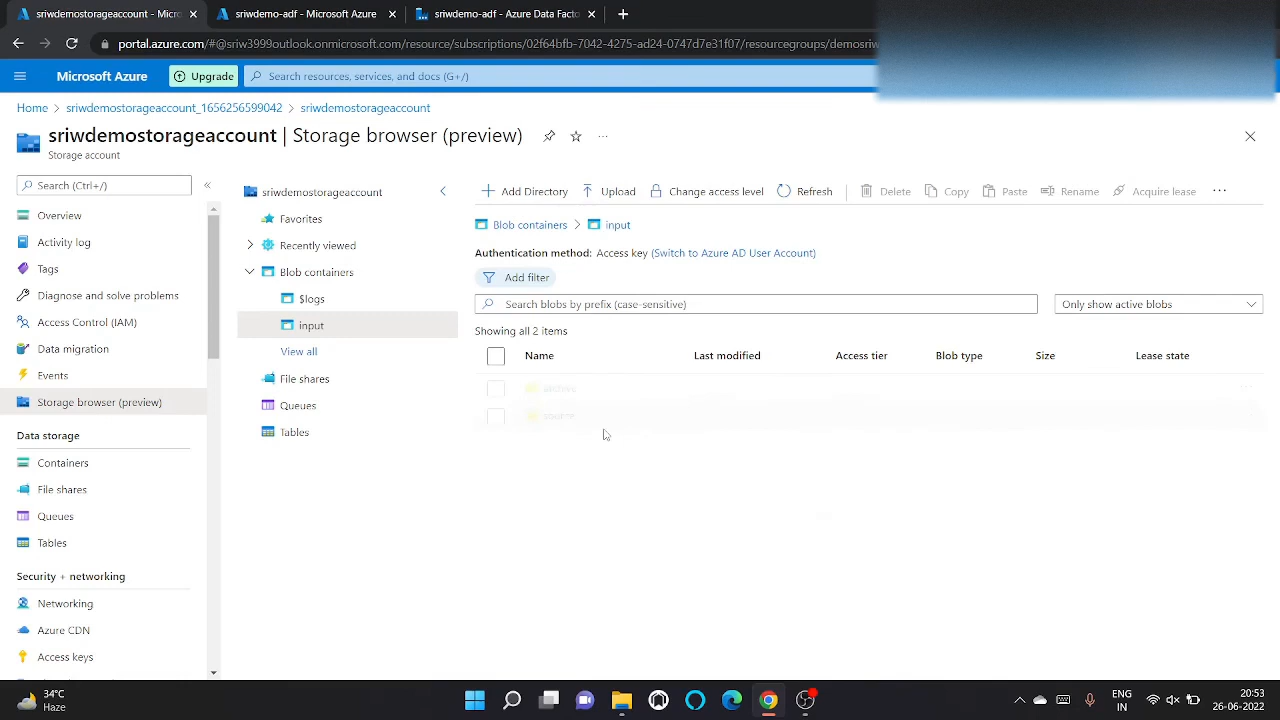 sriwdemostorageaccount - Micros
sriwdemo-adf - Microsoft Azure
sriwdemo-adf - Azure Data Facto
portal.azure.com/#@sriw3999outlook.onmicrosoft.com/resource/subscriptions/02f64bfb-7042-4275-ad24-0747d7e31f07/resourcegroups/demosriw
Microsoft Azure
Upgrade
Search resources, services, and docs (G+/)
Home > sriwdemostorageaccount_1656256599042 > sriwdemostorageaccount
sriwdemostorageaccount | Storage browser (preview)
Storage account
Search (Ctrl+/)
Overview
Activity log
Tags
Diagnose and solve problems
Access Control (IAM)
Data migration
Events
Storage browser (preview)
Data storage
Containers
File shares
Queues
Tables
Security + networking
Networking
Azure CDN
Access keys
sriwdemostorageaccount
Favorites
Recently viewed
Blob containers
$logs
input
View all
File shares
Queues
Tables
Add Directory
Upload
Change access level
Refresh
Delete
Copy
Paste
Rename
Acquire lease
Blob containers > input
Authentication method: Access key (Switch to Azure AD User Account)
Add filter
Search blobs by prefix (case-sensitive)
Only show active blobs
Showing all 2 items
Name Last modified Access tier Blob type Size Lease state
archive
source
34°C
Haze
ENG
IN
20:53
26-06-2022